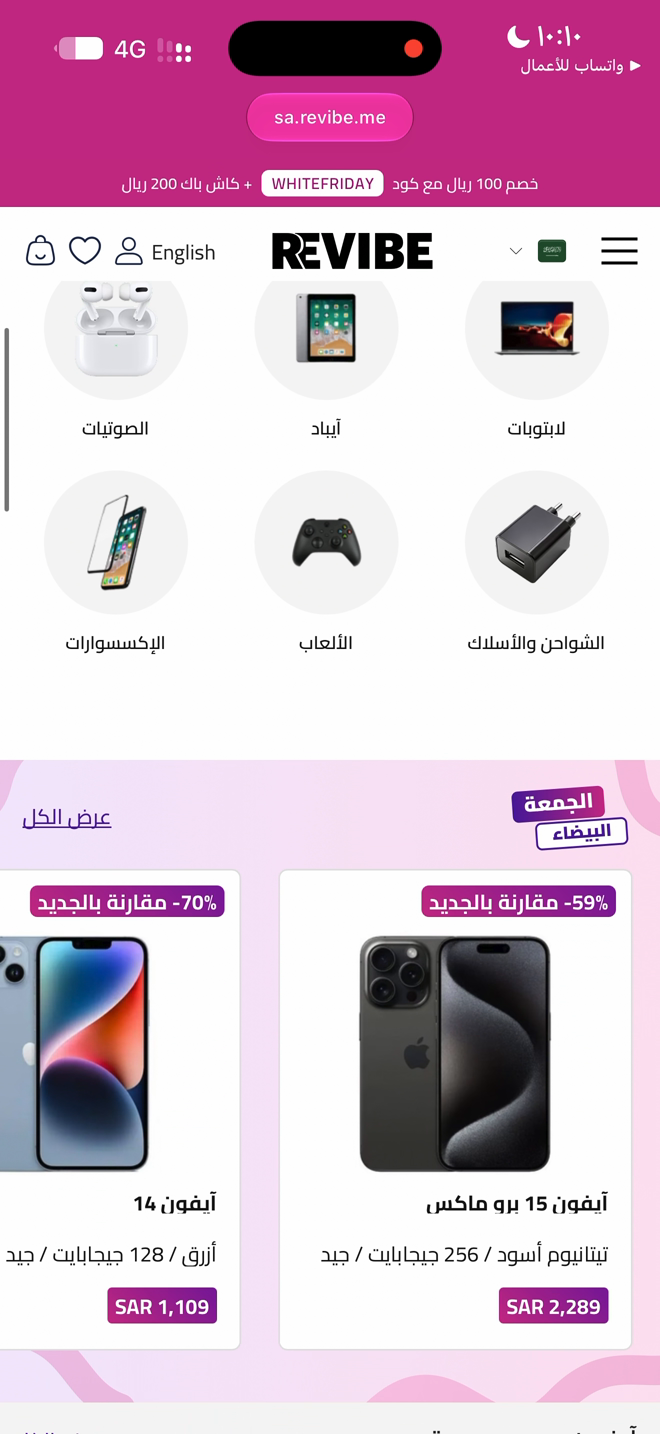 ١٠:١٠
4G
واتساب للأعمال ◀
sa.revibe.me
خصم 100 ريال مع كود WHITEFRIDAY + كاش باك 200 ريال
REVIBE
English
لابتوبات
آيباد
الصوتيات
الشواحن والأسلاك
الألعاب
الإكسسوارات
الجمعة
البيضاء
عرض الكل
-59% مقارنة بالجديد
آيفون 15 برو ماكس
تيتانيوم أسود / 256 جيجابايت / جيد
SAR 2,289
-70% مقارنة بالجديد
آيفون 14
أزرق / 128 جيجابايت / جيد
SAR 1,109